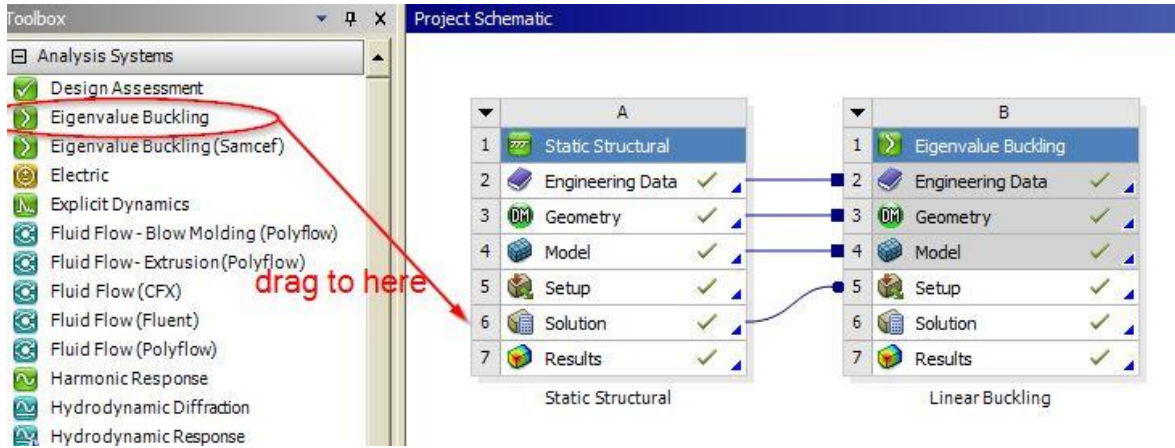 Toolbox
Project Schematic
Analysis Systems
Design Assessment
Eigenvalue Buckling
Eigenvalue Buckling (Samcef)
Electric
Explicit Dynamics
Fluid Flow - Blow Molding (Polyflow)
Fluid Flow - Extrusion (Polyflow)
Fluid Flow (CFX)
Fluid Flow (Fluent)
Fluid Flow (Polyflow)
Harmonic Response
Hydrodynamic Diffraction
Hydrodynamic Response
drag to here
A
1 Static Structural
2 Engineering Data
3 DM Geometry
4 Model
5 Setup
6 Solution
7 Results
Static Structural
B
1 Eigenvalue Buckling
2 Engineering Data
3 DM Geometry
4 Model
5 Setup
6 Solution
7 Results
Linear Buckling